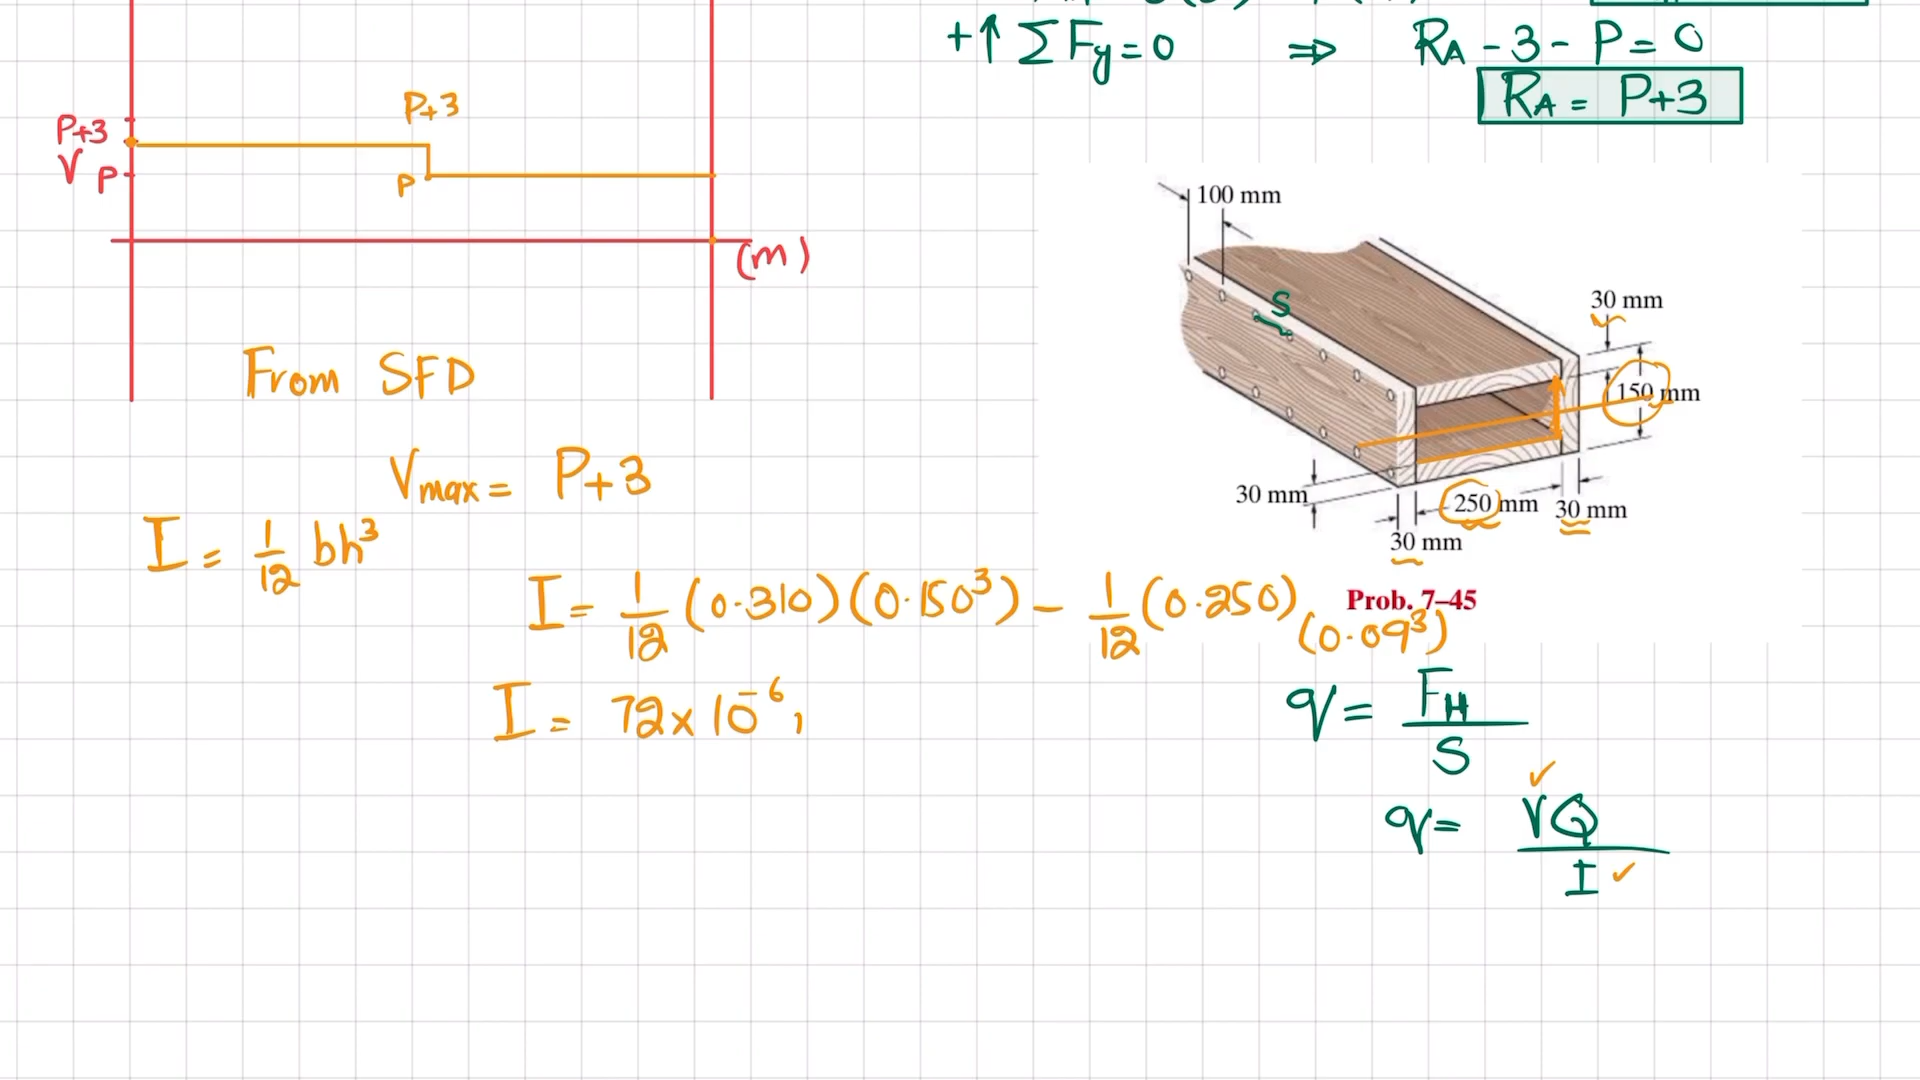 +↑ ΣFy=0 ⇒ RA - 3 - P = 0
RA = P+3
P+3
P+3
V P
P
(m)
100 mm
S
30 mm
150 mm
30 mm
250 mm
30 mm
30 mm
Prob. 7–45
From SFD
Vmax = P+3
I = 1/12 bh³
I = 1/12 (0.310)(0.150³) - 1/12 (0.250)(0.09³)
I = 72×10⁻⁶,
q = FH/S
q = VQ/I